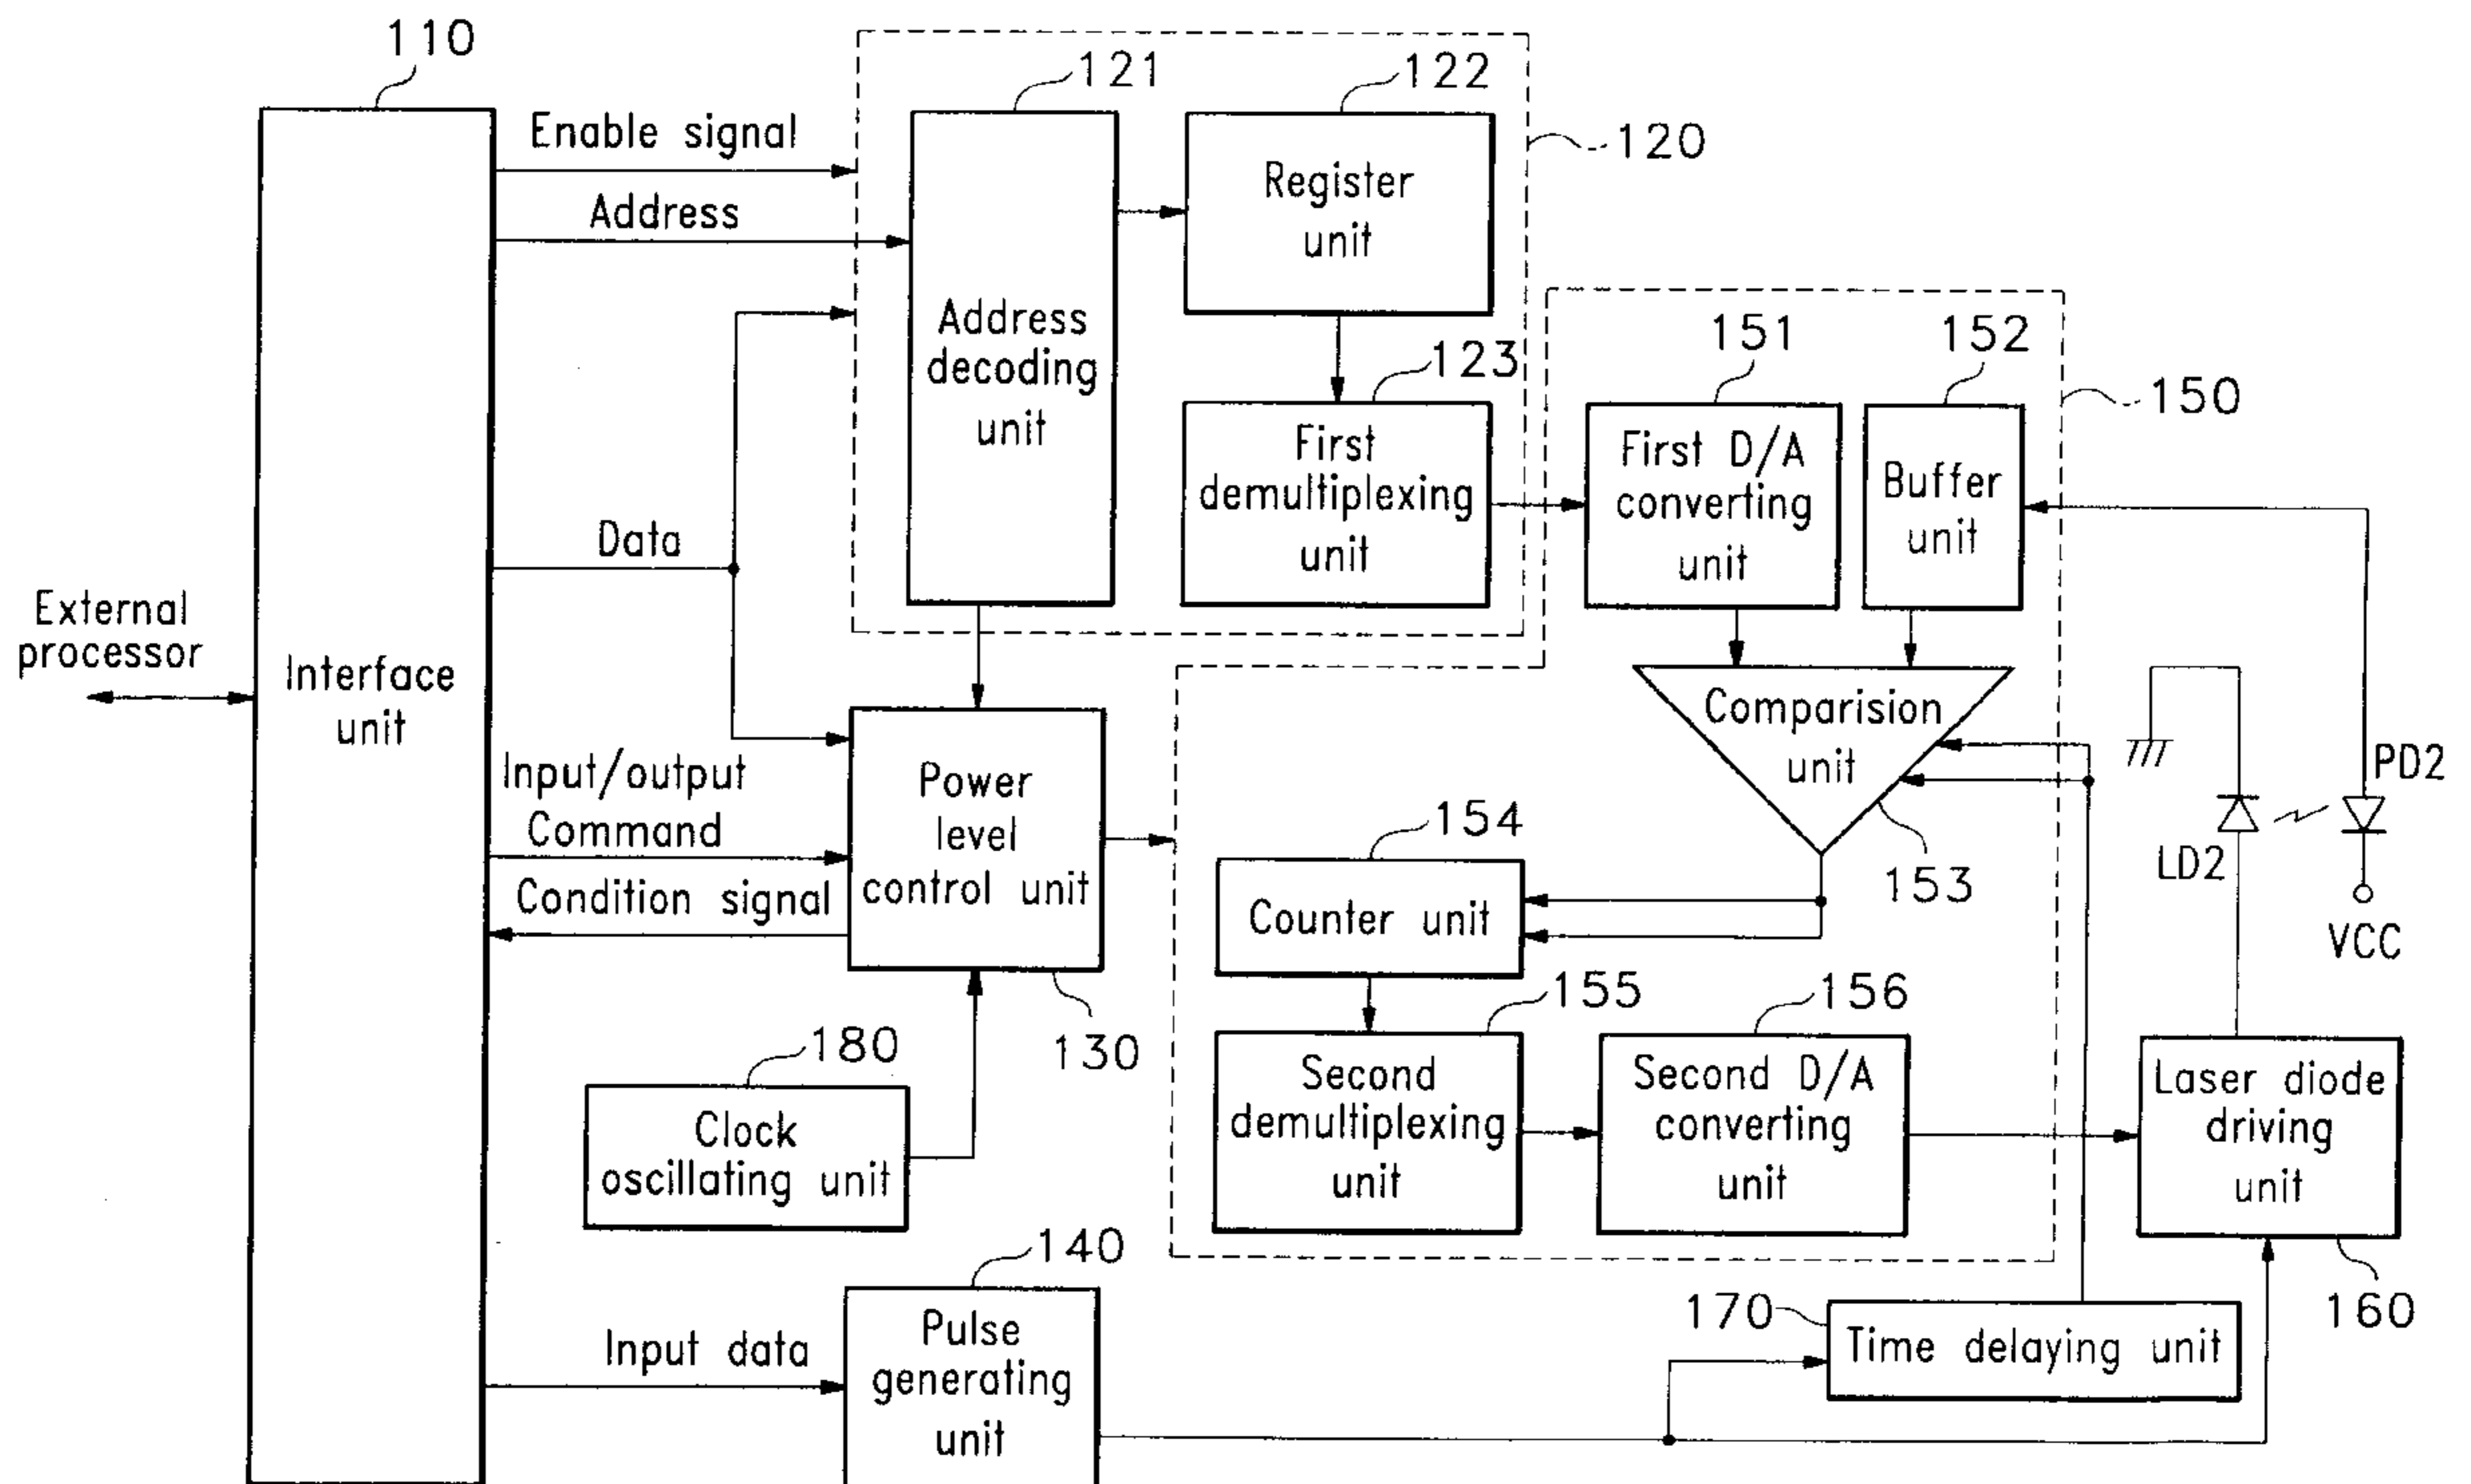 110
121
122
120
Enable signal
Address
Register
unit
Address
decoding
unit
123
First
demultiplexing
unit
151
152
150
First D/A
converting
unit
Buffer
unit
Data
External
processor
Interface
unit
Comparision
unit
153
Input/output
Command
Condition signal
Power
level
control unit
130
154
Counter unit
PD2
LD2
VCC
180
Clock
oscillating unit
155
Second
demultiplexing
unit
156
Second D/A
converting
unit
Laser diode
driving
unit
160
140
Input data
Pulse
generating
unit
170
Time delaying unit